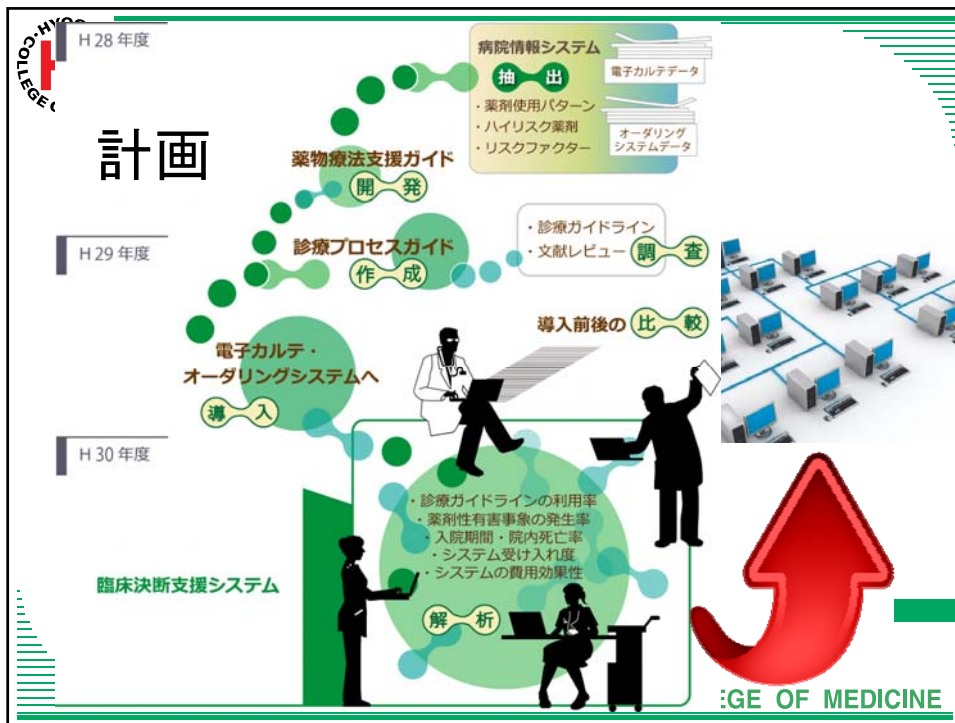 H 28 年度
計画
病院情報システム
抽 出
・薬剤使用パターン
・ハイリスク薬剤
・リスクファクター
電子カルテデータ
オーダリング
システムデータ
薬物療法支援ガイド
開 発
H 29 年度
診療プロセスガイド
作 成
・診療ガイドライン
・文献レビュー
調 査
導入前後の 比 較
電子カルテ・
オーダリングシステムへ
導 入
H 30 年度
・診療ガイドラインの利用率
・薬剤性有害事象の発生率
・入院期間・院内死亡率
・システム受け入れ度
・システムの費用効果性
解 析
臨床決断支援システム
EGE OF MEDICINE